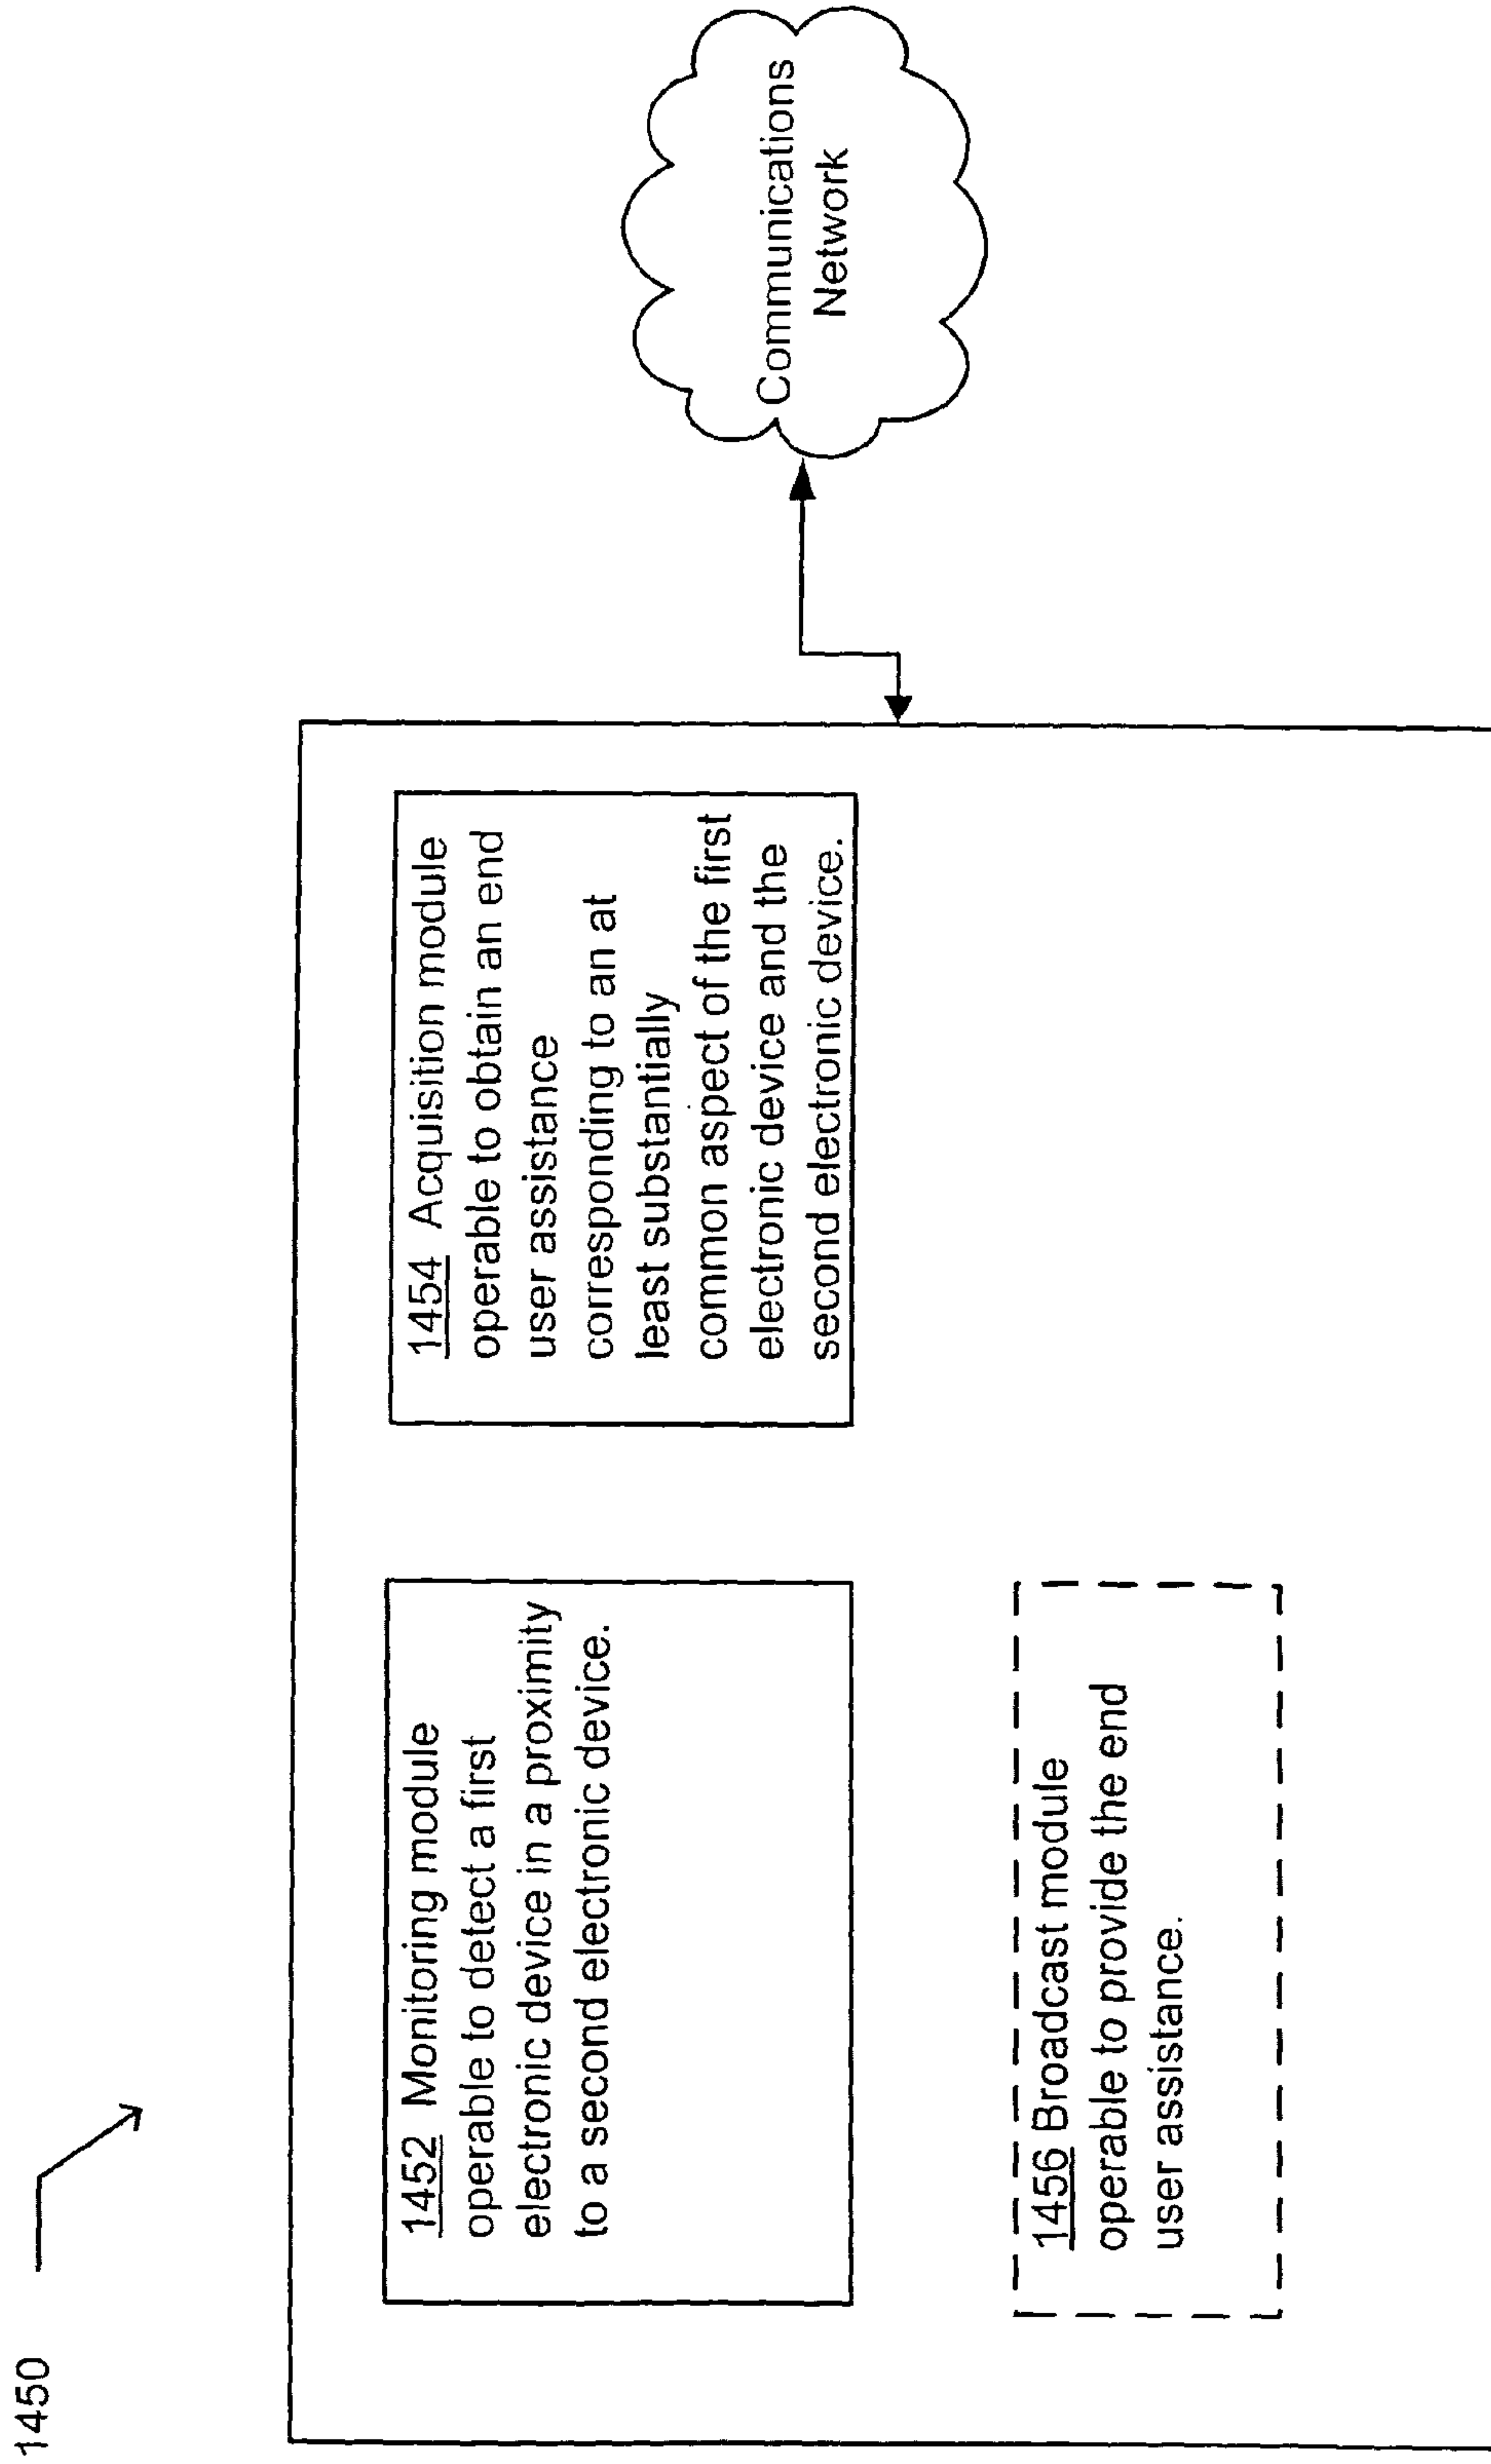 1450
1452 Monitoring module
operable to detect a first
electronic device in a proximity
to a second electronic device.
1454 Acquisition module
operable to obtain an end
user assistance
corresponding to an at
least substantially
common aspect of the first
electronic device and the
second electronic device.
1456 Broadcast module
operable to provide the end
user assistance.
Communications
Network